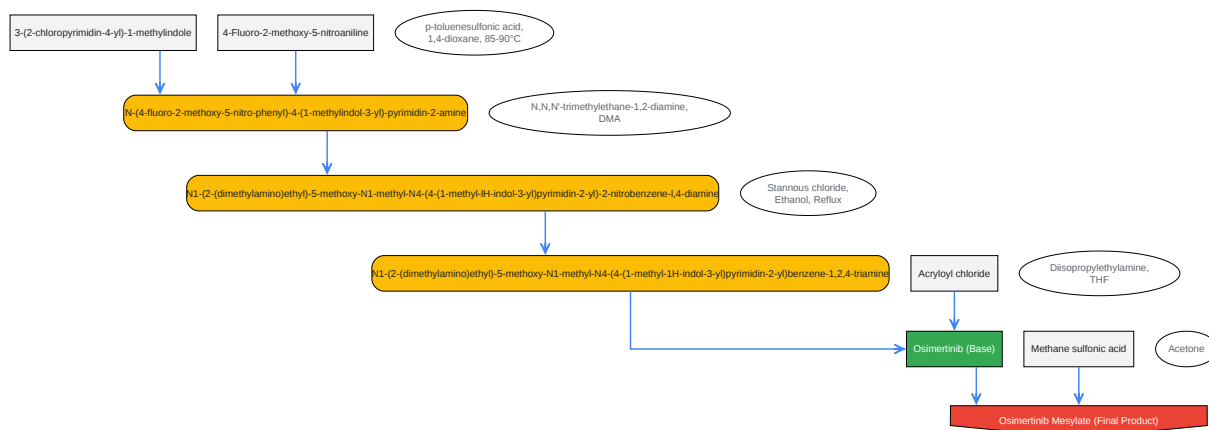 3-(2-chloropyrimidin-4-yl)-1-methylindole
4-Fluoro-2-methoxy-5-nitroaniline
p-toluenesulfonic acid,
1,4-dioxane, 85-90°C
N-(4-fluoro-2-methoxy-5-nitro-phenyl)-4-(1-methylindol-3-yl)-pyrimidin-2-amine
N,N,N'-trimethylethane-1,2-diamine,
DMA
N1-(2-(dimethylamino)ethyl)-5-methoxy-N1-methyl-N4-(4-(1-methyl-lH-indol-3-yl)pyrimidin-2-yl)-2-nitrobenzene-l,4-diamine
Stannous chloride,
Ethanol, Reflux
N1-(2-(dimethylamino)ethyl)-5-methoxy-N1-methyl-N4-(4-(1-methyl-1H-indol-3-yl)pyrimidin-2-yl)benzene-1,2,4-triamine
Acryloyl chloride
Diisopropylethylamine,
THF
Osimertinib (Base)
Methane sulfonic acid
Acetone
Osimertinib Mesylate (Final Product)